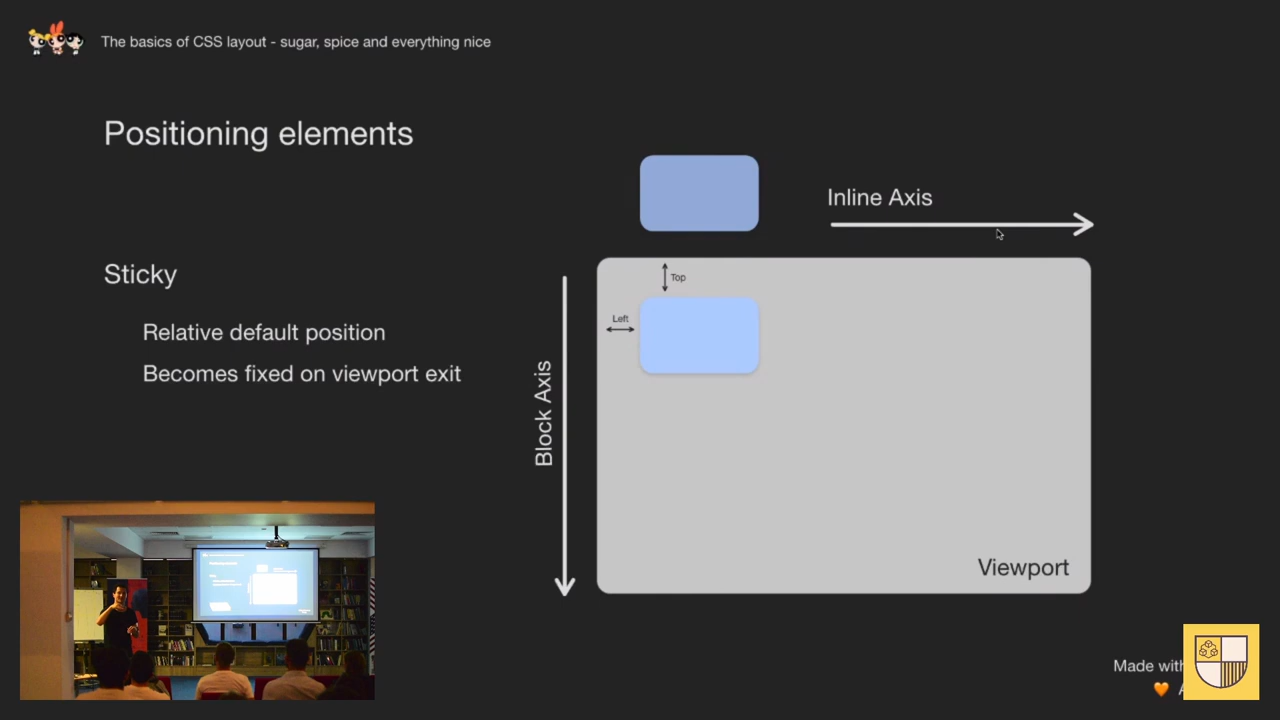 The basics of CSS layout - sugar, spice and everything nice
Positioning elements
Inline Axis
Sticky
Top
Left
Relative default position
Becomes fixed on viewport exit
Block Axis
Viewport
Made with
🧡